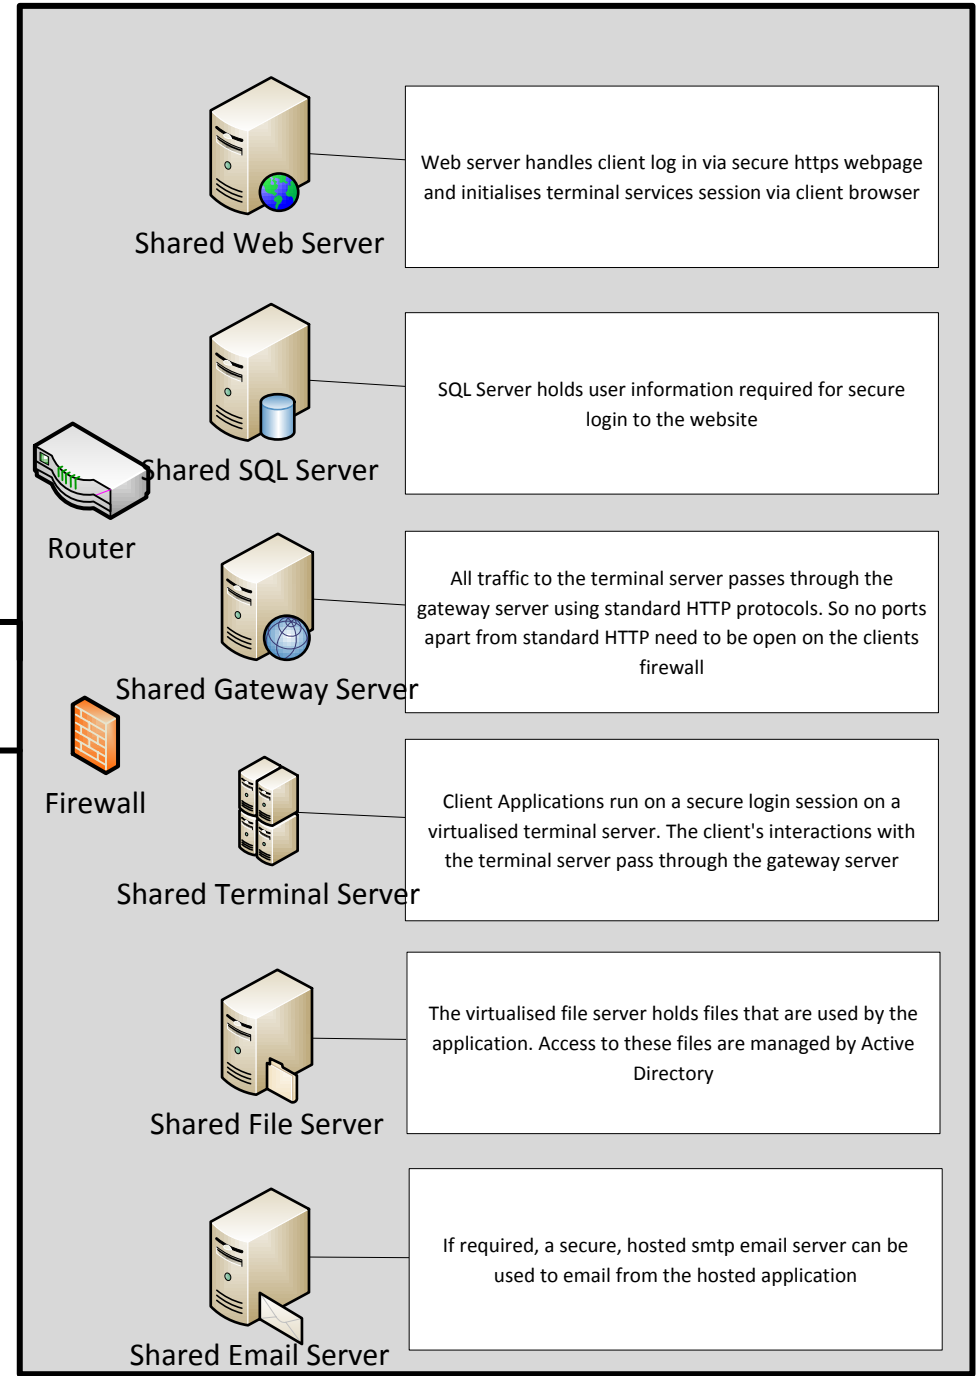 Web server handles client log in via secure https webpage
and initialises terminal services session via client browser
Shared Web Server
SQL Server holds user information required for secure
login to the website
Shared SQL Server
Router
All traffic to the terminal server passes through the
gateway server using standard HTTP protocols. So no ports
apart from standard HTTP need to be open on the clients
firewall
Shared Gateway Server
Firewall
Client Applications run on a secure login session on a
virtualised terminal server. The client's interactions with
the terminal server pass through the gateway server
Shared Terminal Server
The virtualised file server holds files that are used by the
application. Access to these files are managed by Active
Directory
Shared File Server
If required, a secure, hosted smtp email server can be
used to email from the hosted application
Shared Email Server